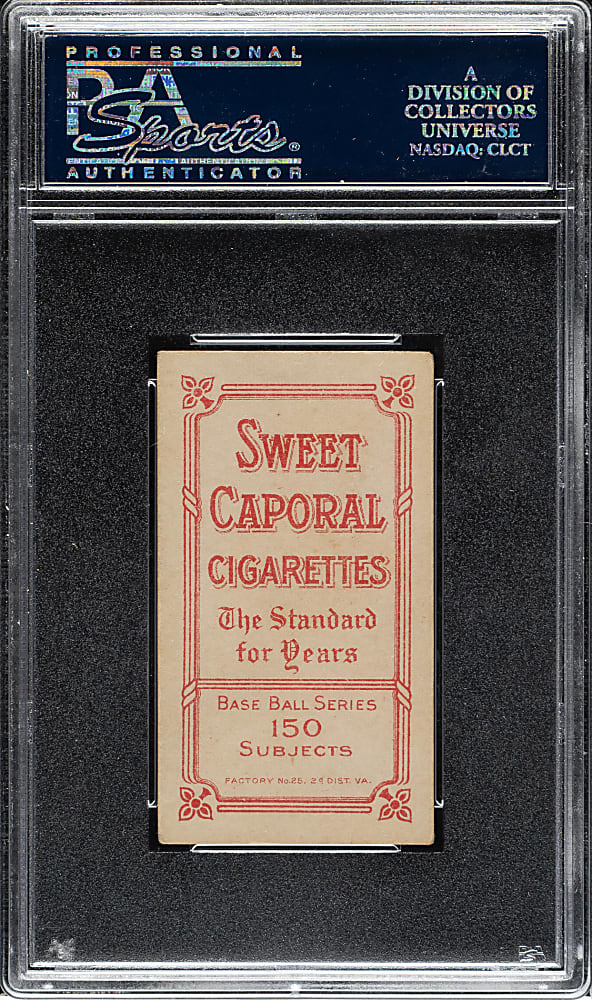 PROFESSIONAL
PSA
Sports®
AUTHENTICATOR
A
DIVISION OF
COLLECTORS
UNIVERSE
NASDAQ: CLCT
SWEET
CAPORAL
CIGARETTES
The Standard
for Years
BASE BALL SERIES
150
SUBJECTS
FACTORY No. 25, 2d DIST. VA.